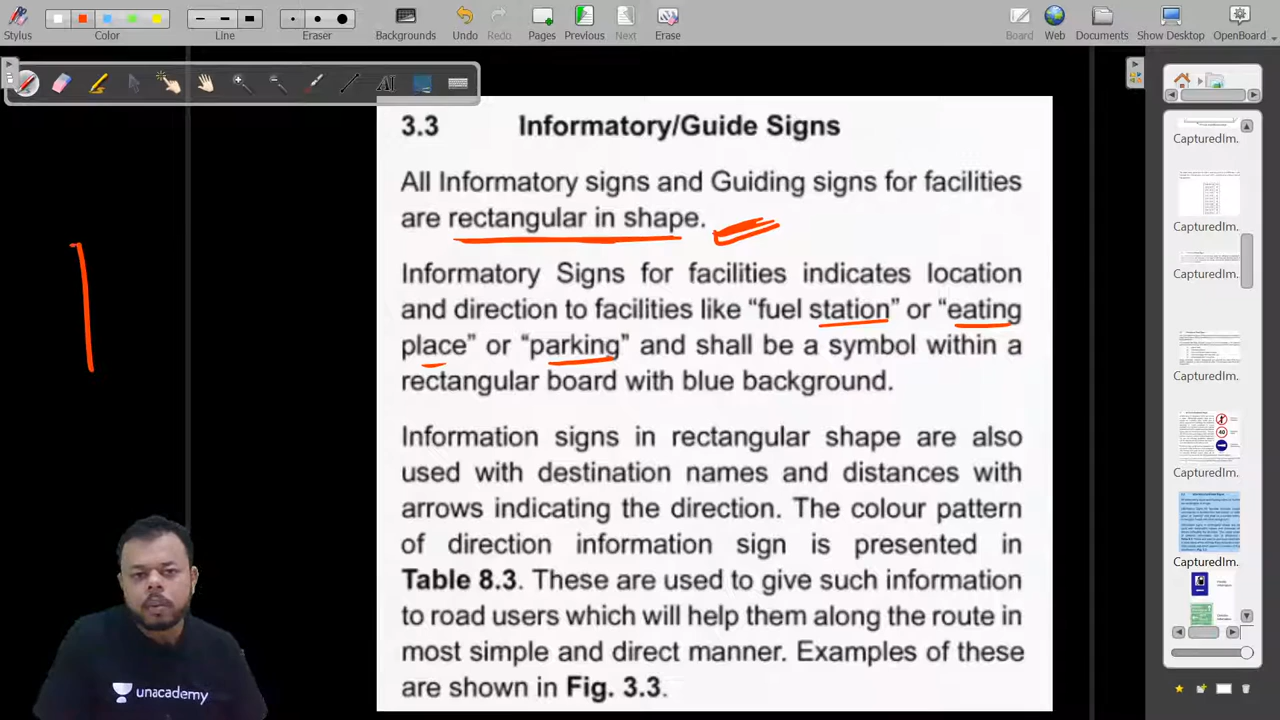 Stylus
Color
Line
Eraser
Backgrounds
Undo
Redo
Pages
Previous
Next
Erase
Board
Web
Documents
Show Desktop
OpenBoard
3.3 Informatory/Guide Signs
All Informatory signs and Guiding signs for facilities
are rectangular in shape.
Informatory Signs for facilities indicates location
and direction to facilities like “fuel station” or “eating
place” or “parking” and shall be a symbol within a
rectangular board with blue background.
Information signs in rectangular shape are also
used with destination names and distances with
arrows indicating the direction. The colour pattern
of direction information sign is presented in
Table 8.3. These are used to give such information
to road users which will help them along the route in
most simple and direct manner. Examples of these
are shown in Fig. 3.3.
CapturedIm.
CapturedIm.
CapturedIm.
CapturedIm.
CapturedIm.
CapturedIm.
unacademy